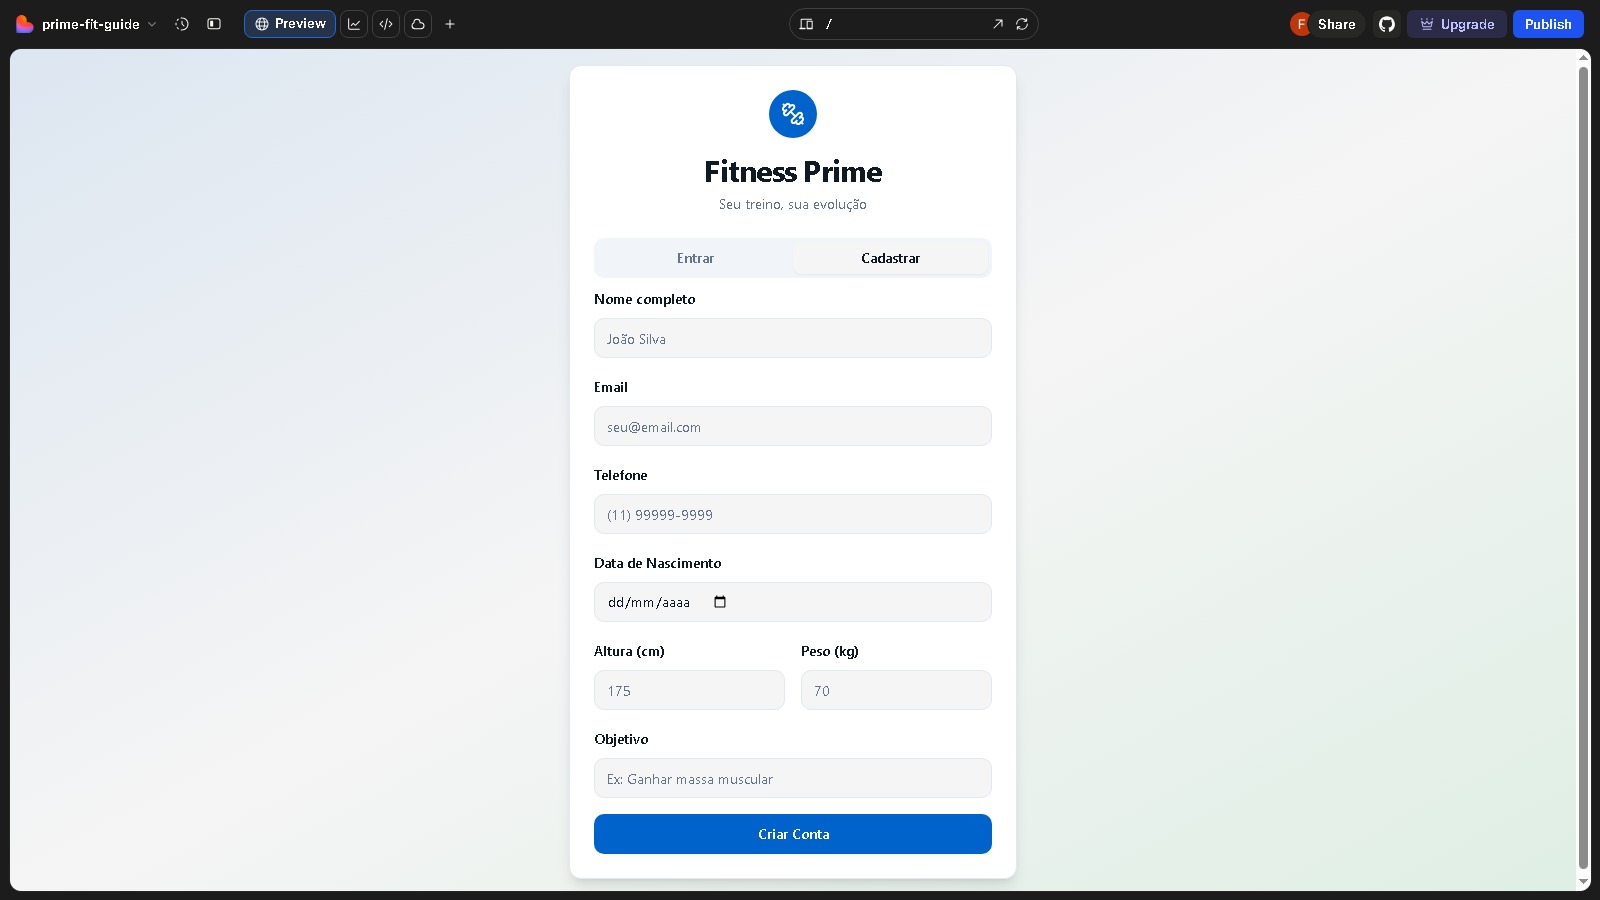 prime-fit-guide
Preview
/
F
Share
Upgrade
Publish
Fitness Prime
Seu treino, sua evolução
Entrar
Cadastrar
Nome completo
João Silva
Email
seu@email.com
Telefone
(11) 99999-9999
Data de Nascimento
dd/mm/aaaa
Altura (cm)
Peso (kg)
175
70
Objetivo
Ex: Ganhar massa muscular
Criar Conta